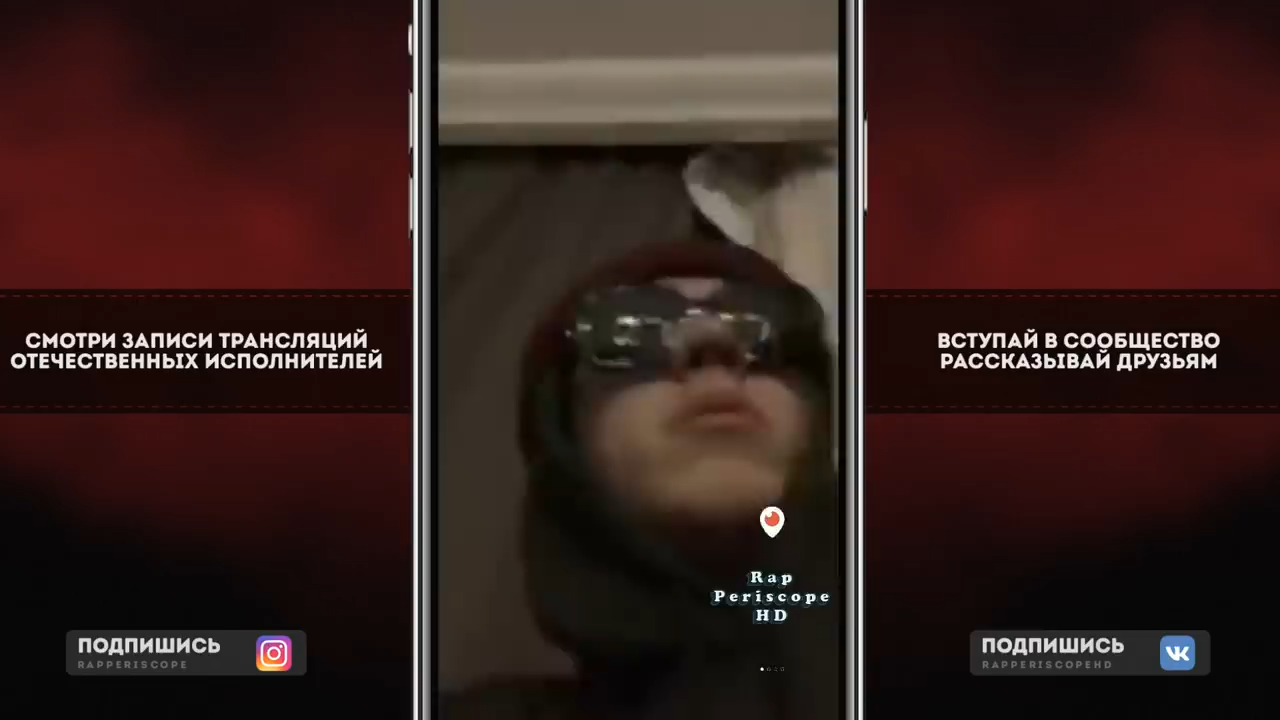 СМОТРИ ЗАПИСИ ТРАНСЛЯЦИЙ
ОТЕЧЕСТВЕННЫХ ИСПОЛНИТЕЛЕЙ
ВСТУПАЙ В СООБЩЕСТВО
РАССКАЗЫВАЙ ДРУЗЬЯМ
Rap
Periscope
HD
ПОДПИШИСЬ
RAPPERISCOPE
ПОДПИШИСЬ
RAPPERISCOPEHD